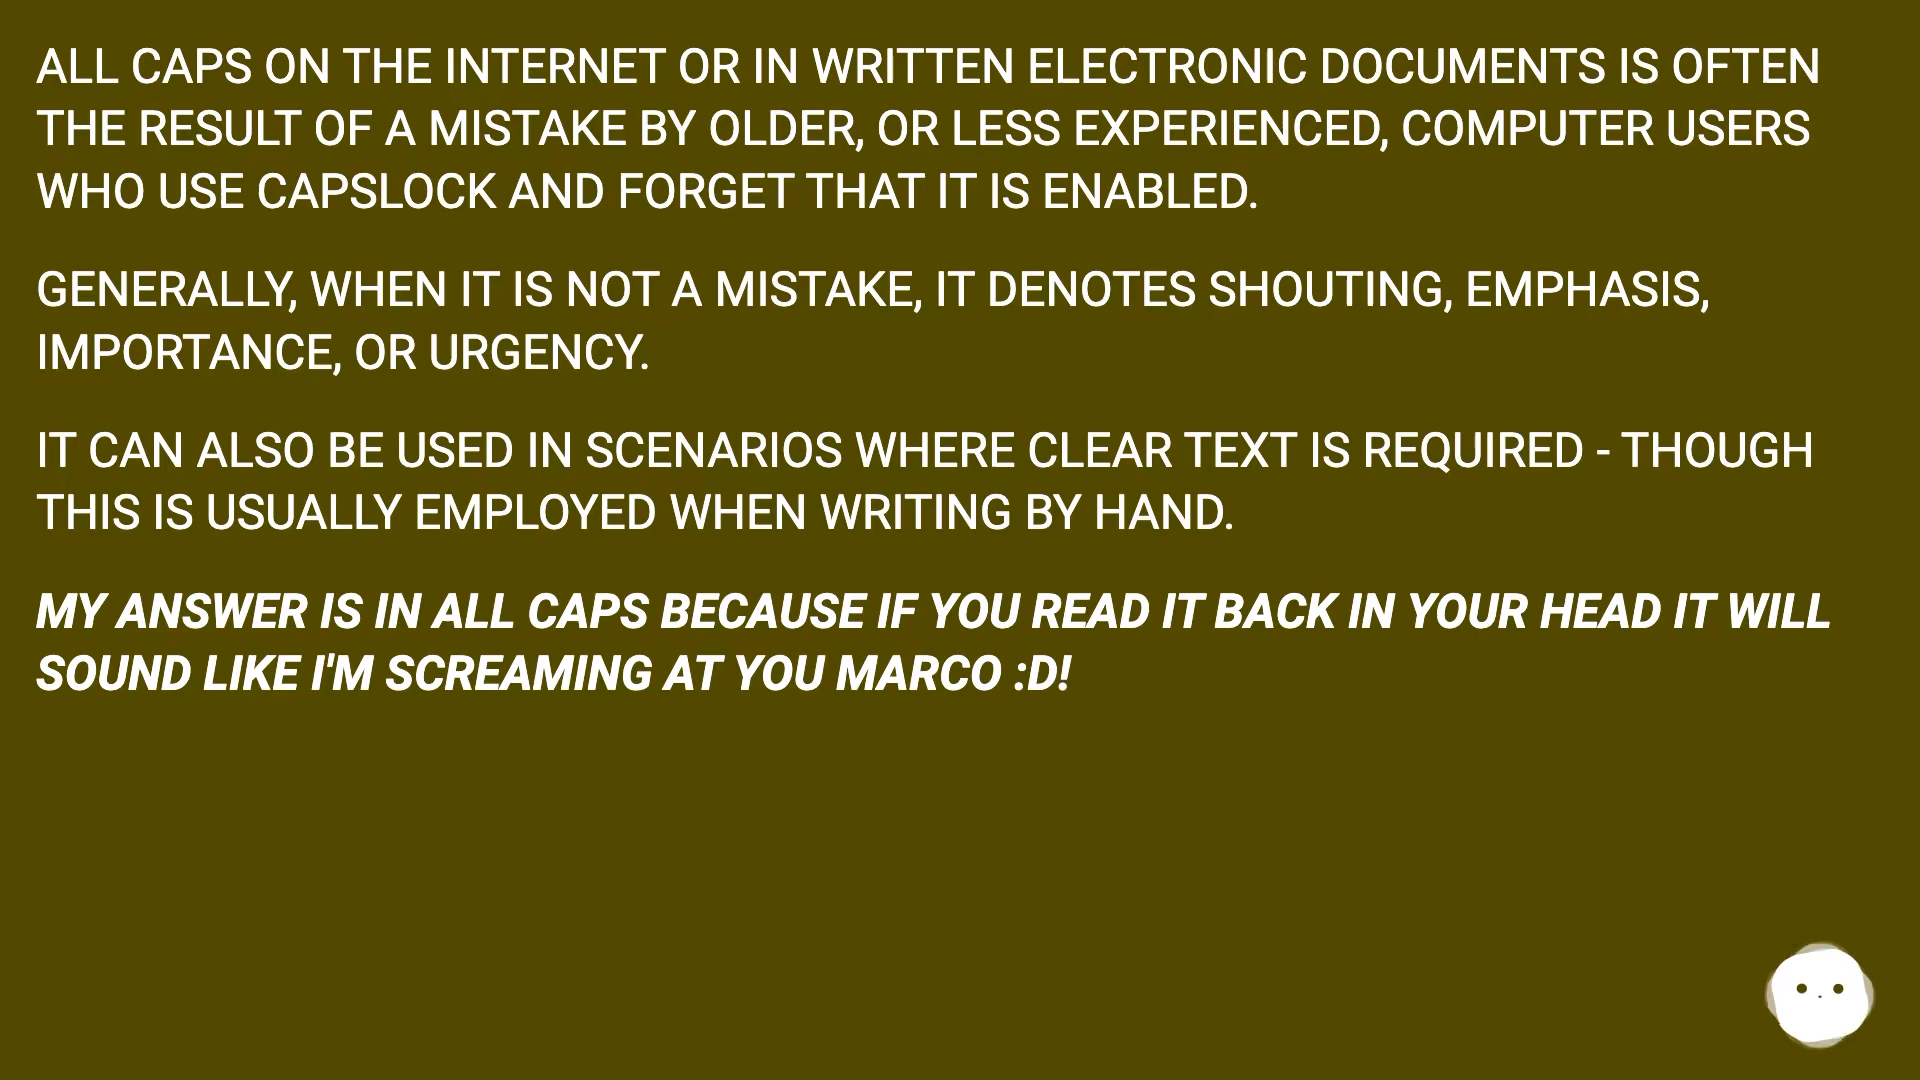 ALL CAPS ON THE INTERNET OR IN WRITTEN ELECTRONIC DOCUMENTS IS OFTEN
THE RESULT OF A MISTAKE BY OLDER, OR LESS EXPERIENCED, COMPUTER USERS
WHO USE CAPSLOCK AND FORGET THAT IT IS ENABLED.
GENERALLY, WHEN IT IS NOT A MISTAKE, IT DENOTES SHOUTING, EMPHASIS,
IMPORTANCE, OR URGENCY.
IT CAN ALSO BE USED IN SCENARIOS WHERE CLEAR TEXT IS REQUIRED - THOUGH
THIS IS USUALLY EMPLOYED WHEN WRITING BY HAND.
MY ANSWER IS IN ALL CAPS BECAUSE IF YOU READ IT BACK IN YOUR HEAD IT WILL
SOUND LIKE I'M SCREAMING AT YOU MARCO :D!